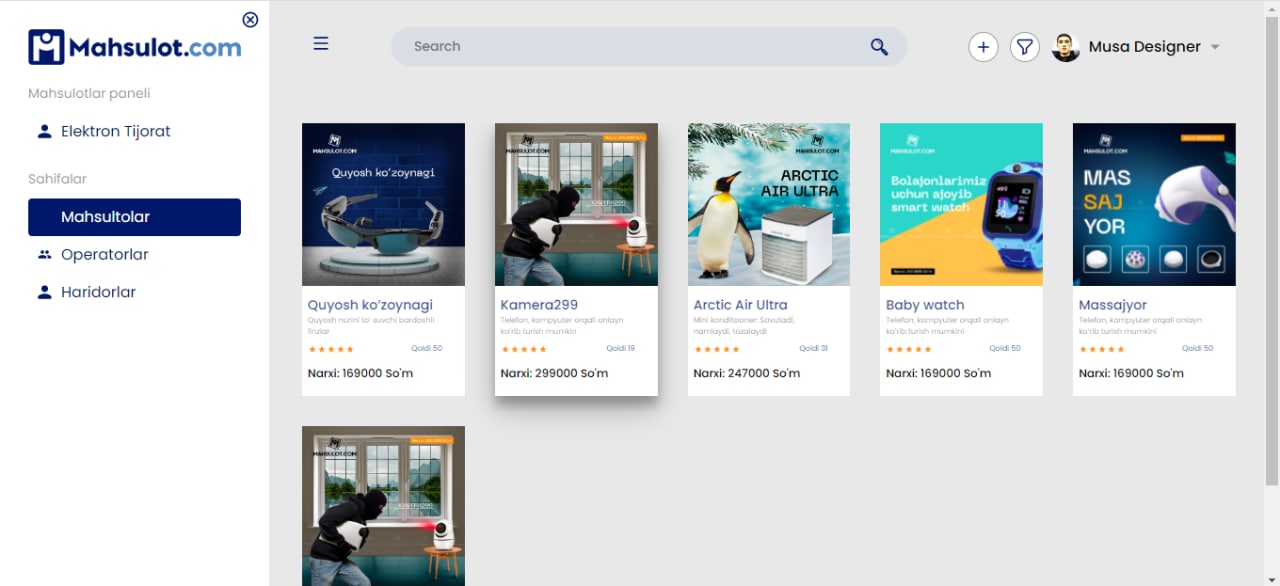 Mahsulot.com
Mahsulotlar paneli
Elektron Tijorat
Sahifalar
Mahsultolar
Operatorlar
Haridorlar
Search
Musa Designer
MAHSULOT.COM
Quyosh ko'zoynagi
Quyosh ko'zoynagi
Quyosh nurini to' suvchi bardoshli
linzlar
Qoldi 50
Narxi: 169000 So'm
MAHSULOT.COM
Kamera299
Telefon, kompyuter orqali onlayn
ko'rib turish mumkin
Qoldi 19
Narxi: 299000 So'm
MAHSULOT.COM
ARCTIC
AIR ULTRA
Arctic Air Ultra
Mini konditsioner: Sovutadi,
namlaydi, tozalaydi
Qoldi 31
Narxi: 247000 So'm
MAHSULOT.COM
Bolajonlarimiz
uchun ajoyib
smart watch
Baby watch
Telefon, kompyuter orqali onlayn
ko'rib turish mumkini
Qoldi 50
Narxi: 169000 So'm
MAHSULOT.COM
MAS
SAJ
YOR
Massajyor
Telefon, kompyuter orqali onlayn
ko'rib turish mumkini
Qoldi 50
Narxi: 169000 So'm
MAHSULOT.COM